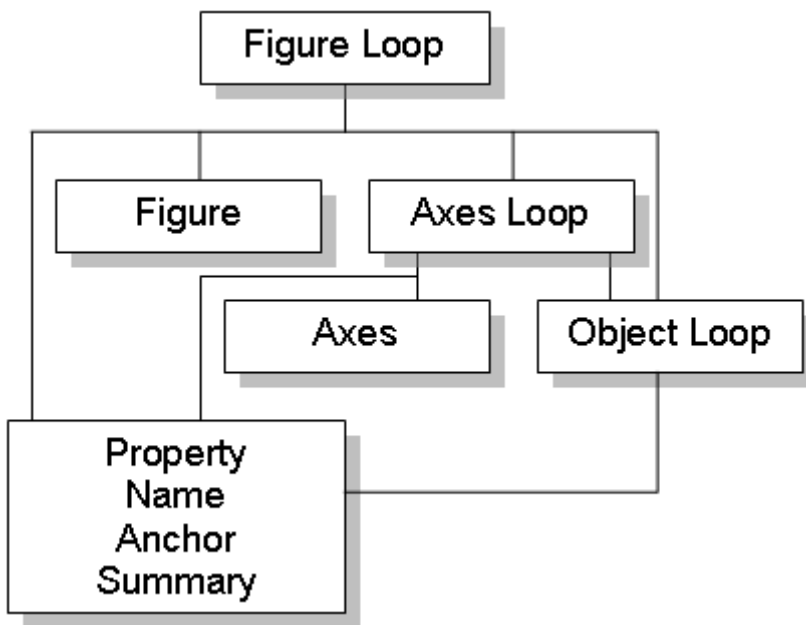 Figure Loop
Figure
Axes Loop
Axes
Object Loop
Property
Name
Anchor
Summary